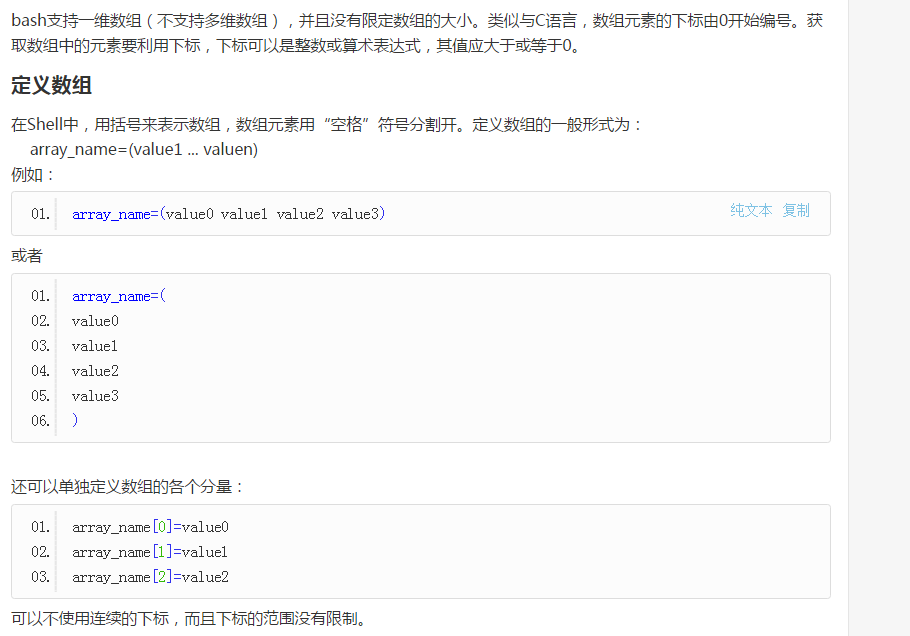 bash支持一维数组（不支持多维数组），并且没有限定数组的大小。类似与C语言，数组元素的下标由0开始编号。获
取数组中的元素要利用下标，下标可以是整数或算术表达式，其值应大于或等于0。
定义数组
在Shell中，用括号来表示数组，数组元素用“空格”符号分割开。定义数组的一般形式为：
array_name=(value1 ... valuen)
例如：
01. array_name=(value0 value1 value2 value3) 纯文本 复制
或者
01. array_name=(
02. value0
03. value1
04. value2
05. value3
06. )
还可以单独定义数组的各个分量：
01. array_name[0]=value0
02. array_name[1]=value1
03. array_name[2]=value2
可以不使用连续的下标，而且下标的范围没有限制。